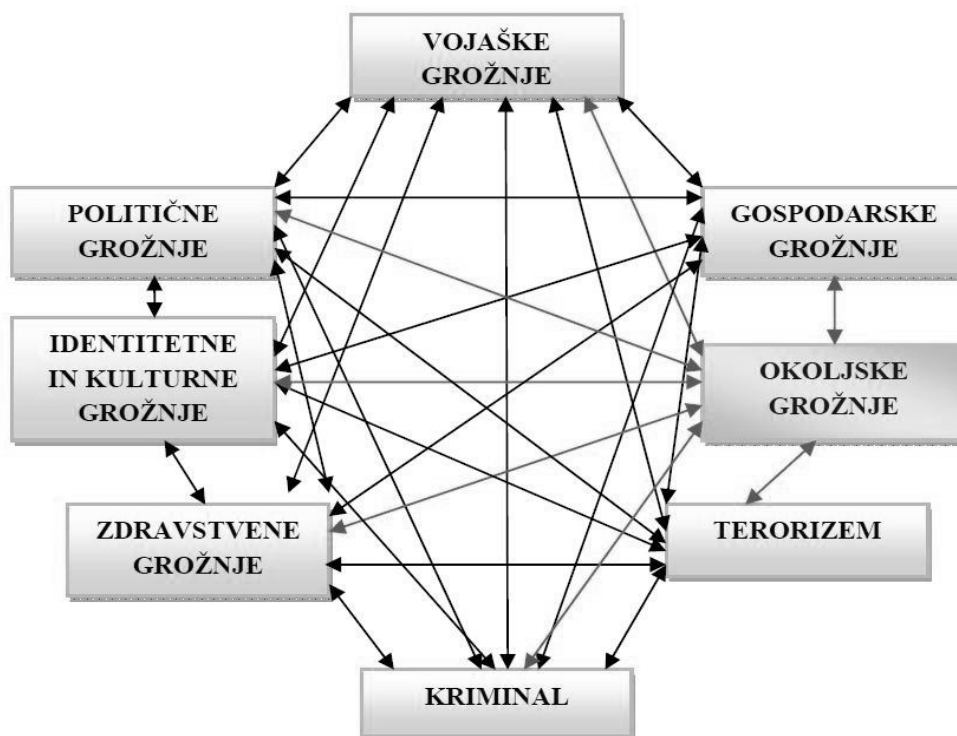 VOJAŠKE
GROŽNJE
POLITIČNE
GROŽNJE
GOSPODARSKE
GROŽNJE
IDENTITETNE
IN KULTURNE
GROŽNJE
OKOLJSKE
GROŽNJE
ZDRAVSTVENE
GROŽNJE
TERORIZEM
KRIMINAL